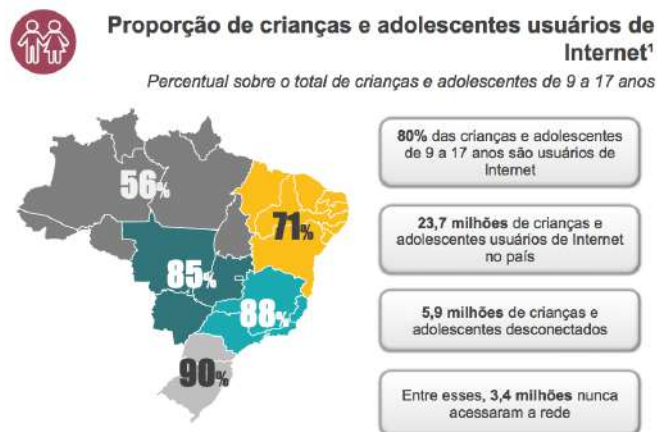 Proporção de crianças e adolescentes usuários de
Internet¹
Percentual sobre o total de crianças e adolescentes de 9 a 17 anos
56%
71%
85%
88%
90%
80% das crianças e adolescentes
de 9 a 17 anos são usuários de
Internet
23,7 milhões de crianças e
adolescentes usuários de Internet
no país
5,9 milhões de crianças e
adolescentes desconectados
Entre esses, 3,4 milhões nunca
acessaram a rede